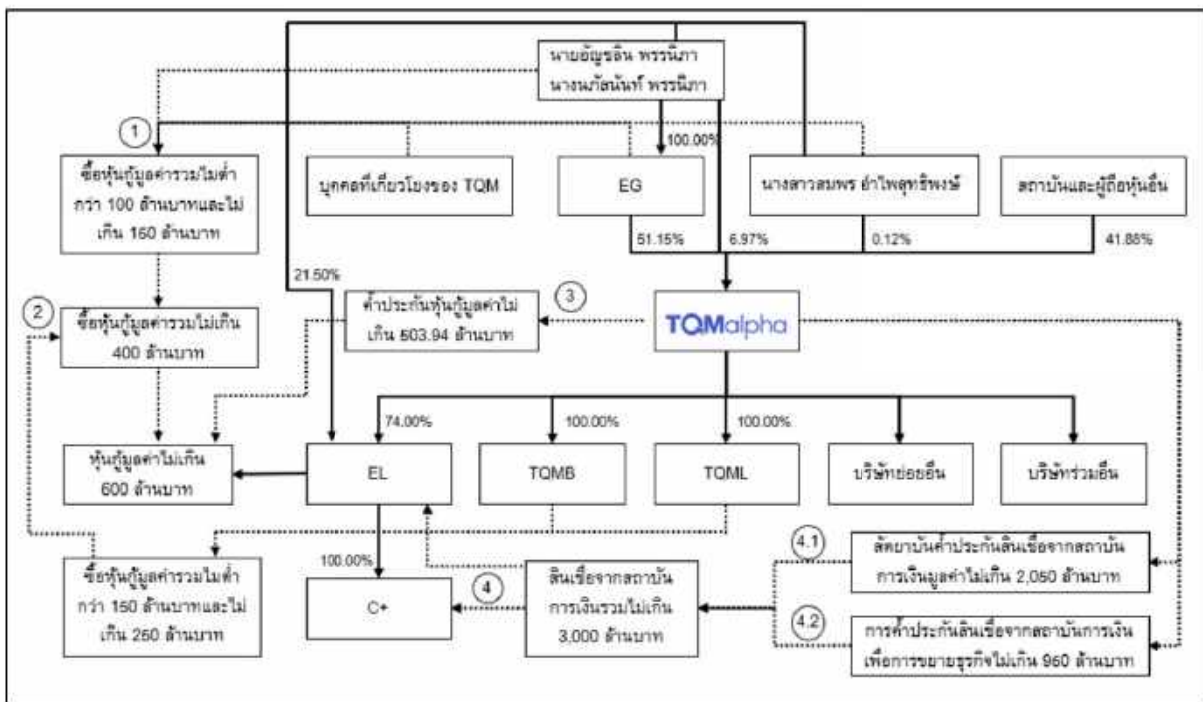 นายอัญชลิน พรรณนิภา
นางนภัสนันท์ พรรณนิภา
1
100.00%
ซื้อหุ้นกู้มูลค่ารวมไม่ต่ำ
กว่า 100 ล้านบาทและไม่
เกิน 160 ล้านบาท
บุคคลที่เกี่ยวโยงของ TQM
EG
นางสาวสมพร อำไพสุทธิพงษ์
สถาบันและผู้ถือหุ้นอื่น
51.15%
6.97%
0.12%
41.88%
21.50%
2
ซื้อหุ้นกู้มูลค่ารวมไม่เกิน
400 ล้านบาท
ค้ำประกันหุ้นกู้มูลค่าไม่
เกิน 503.94 ล้านบาท
3
TQMalpha
74.00%
100.00%
100.00%
หุ้นกู้มูลค่าไม่เกิน
600 ล้านบาท
EL
TQMB
TQML
บริษัทย่อยอื่น
บริษัทร่วมอื่น
100.00%
ซื้อหุ้นกู้มูลค่ารวมไม่ต่ำ
กว่า 150 ล้านบาทและไม่
เกิน 260 ล้านบาท
C+
4
สินเชื่อจากสถาบัน
การเงินรวมไม่เกิน
3,000 ล้านบาท
4.1
สัตยาบันค้ำประกันสินเชื่อจากสถาบัน
การเงินมูลค่าไม่เกิน 2,050 ล้านบาท
4.2
การค้ำประกันสินเชื่อจากสถาบันการเงิน
เพื่อการขยายธุรกิจไม่เกิน 950 ล้านบาท